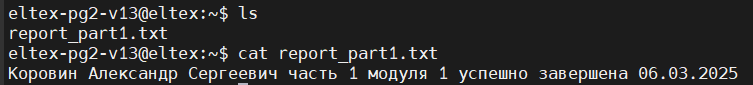 eltex-pg2-v13@eltex:~$ ls
report_part1.txt
eltex-pg2-v13@eltex:~$ cat report_part1.txt
Коровин Александр Сергеевич часть 1 модуля 1 успешно завершена 06.03.2025